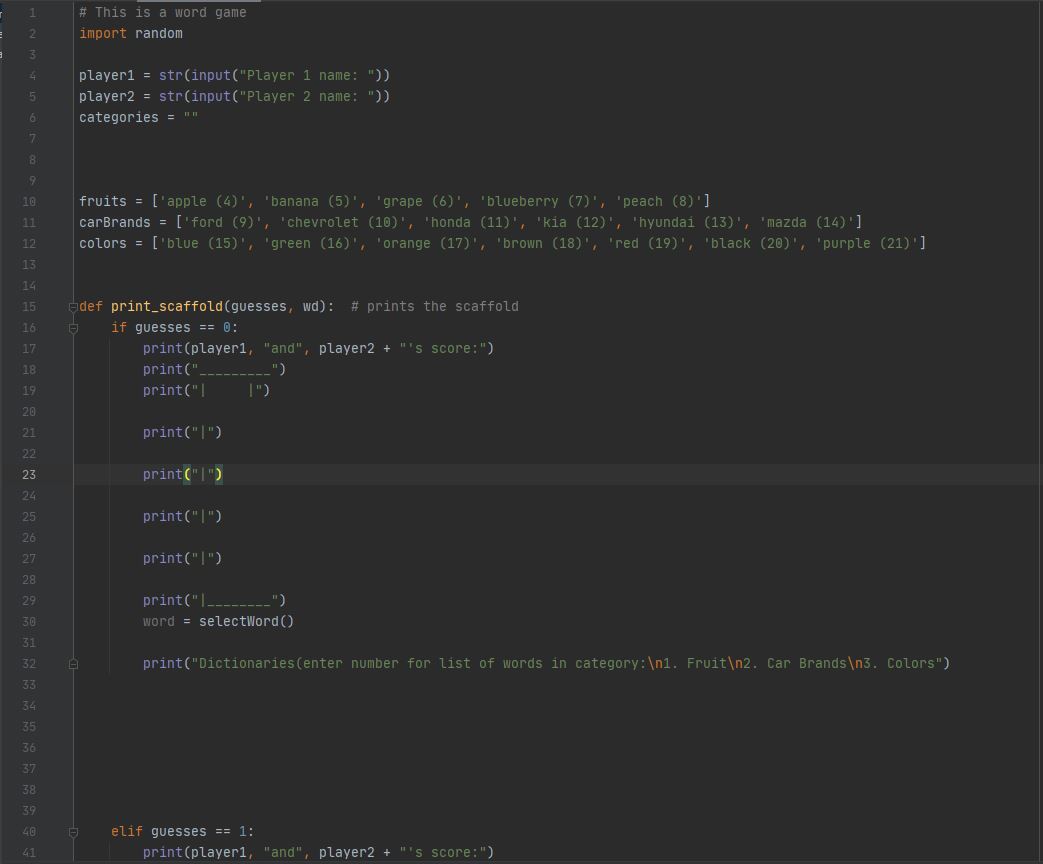 1 # This is a word game
2 import random
3
4 player1 = str(input("Player 1 name: "))
5 player2 = str(input("Player 2 name: "))
6 categories = ""
7
8
9
10 fruits = ['apple (4)', 'banana (5)', 'grape (6)', 'blueberry (7)', 'peach (8)']
11 carBrands = ['ford (9)', 'chevrolet (10)', 'honda (11)', 'kia (12)', 'hyundai (13)', 'mazda (14)']
12 colors = ['blue (15)', 'green (16)', 'orange (17)', 'brown (18)', 'red (19)', 'black (20)', 'purple (21)']
13
14
15 def print_scaffold(guesses, wd):  # prints the scaffold
16     if guesses == 0:
17         print(player1, "and", player2 + "'s score:")
18         print("_________")
19         print("|     |")
20
21         print("|")
22
23         print("|")
24
25         print("|")
26
27         print("|")
28
29         print("|________")
30         word = selectWord()
31
32         print("Dictionaries(enter number for list of words in category:\n1. Fruit\n2. Car Brands\n3. Colors")
33
34
35
36
37
38
39
40     elif guesses == 1:
41         print(player1, "and", player2 + "'s score:")